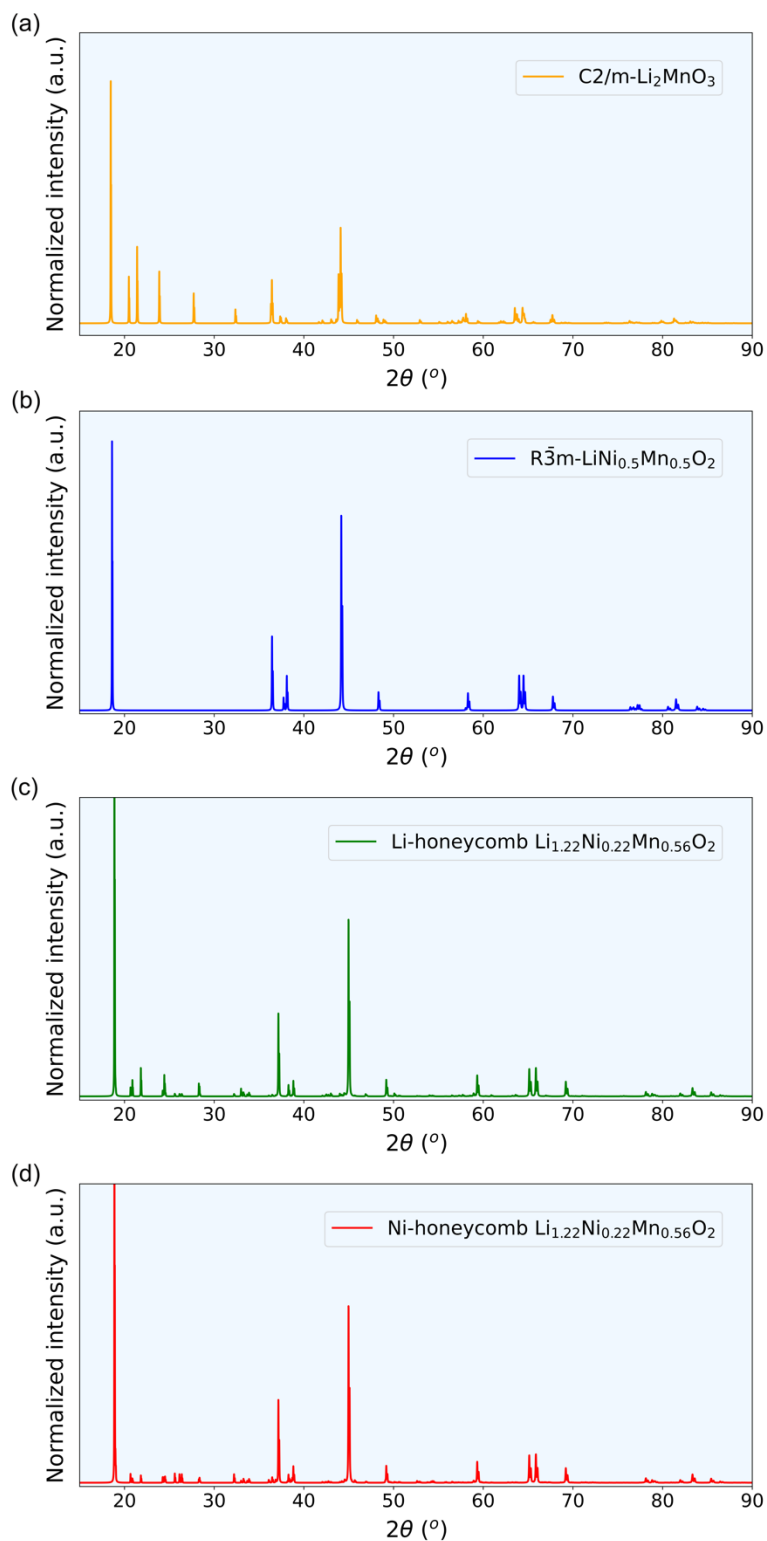 (a)
Normalized intensity (a.u.)
C2/m-Li₂MnO₃
20 30 40 50 60 70 80 90
2θ (°)
(b)
Normalized intensity (a.u.)
R3̄m-LiNi₀.₅Mn₀.₅O₂
20 30 40 50 60 70 80 90
2θ (°)
(c)
Normalized intensity (a.u.)
Li-honeycomb Li₁.₂₂Ni₀.₂₂Mn₀.₅₆O₂
20 30 40 50 60 70 80 90
2θ (°)
(d)
Normalized intensity (a.u.)
Ni-honeycomb Li₁.₂₂Ni₀.₂₂Mn₀.₅₆O₂
20 30 40 50 60 70 80 90
2θ (°)